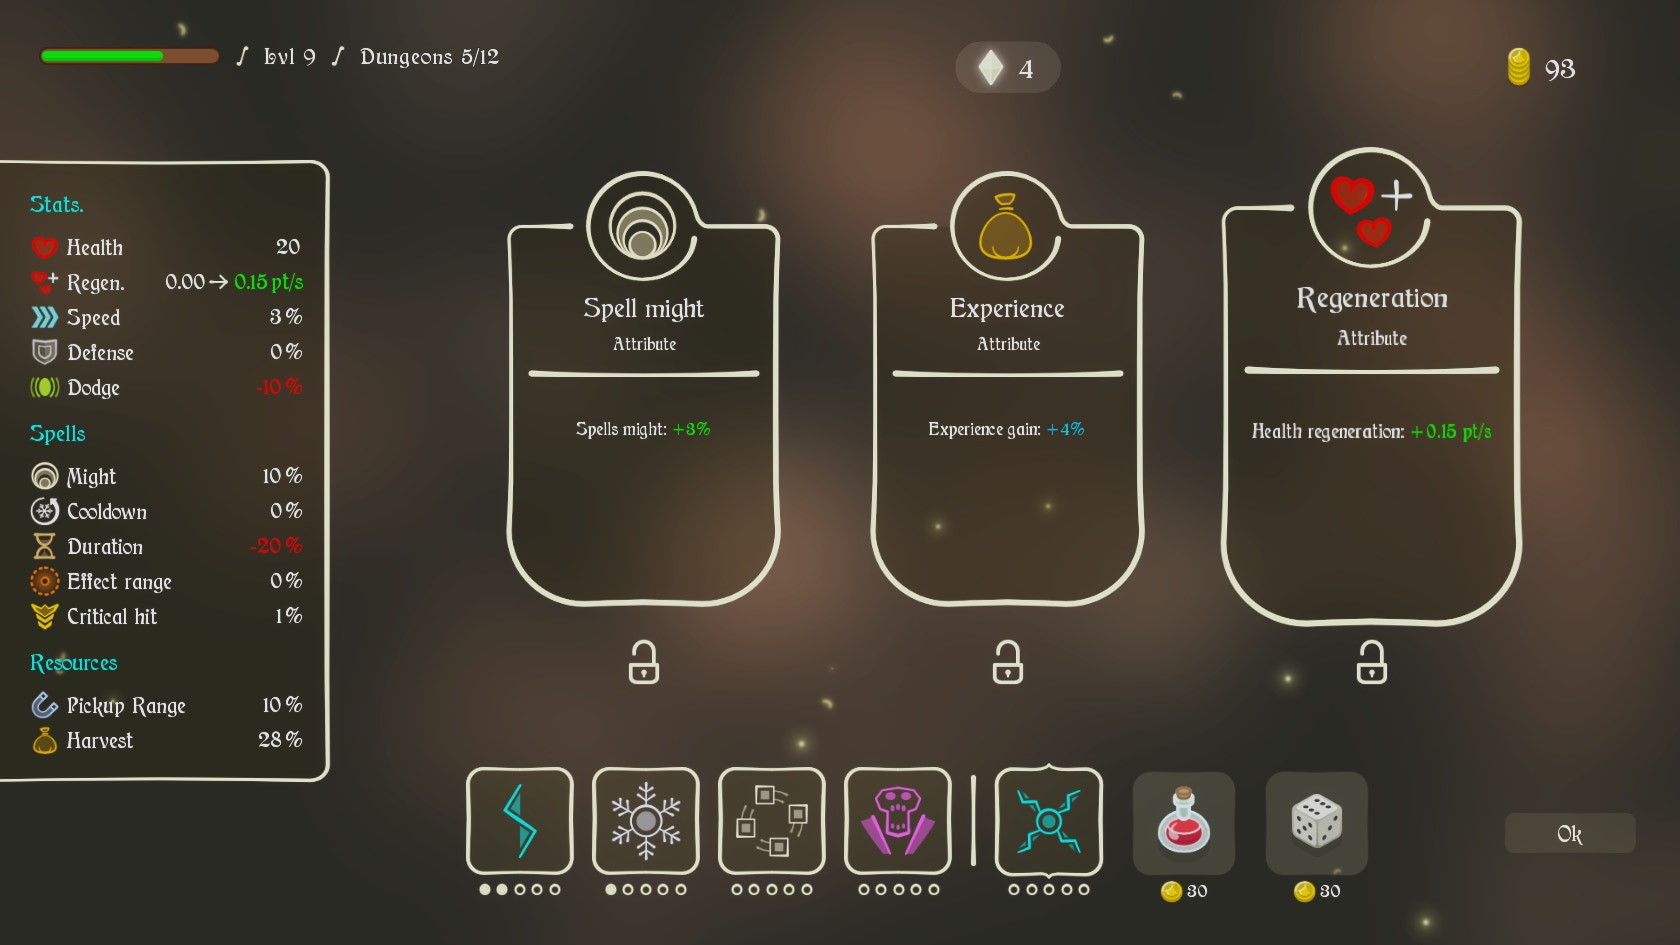 Lvl 9 Dungeons 5/12
4
93
Stats.
Health 20
Regen. 0.00 → 0.15 pt/s
Speed 3 %
Defense 0 %
Dodge -10 %
Spells
Might 10 %
Cooldown 0 %
Duration -20 %
Effect range 0 %
Critical hit 1 %
Resources
Pickup Range 10 %
Harvest 28 %
Spell might
Attribute
Spells might: +3%
Experience
Attribute
Experience gain: +4%
Regeneration
Attribute
Health regeneration: +0.15 pt/s
30
30
Ok